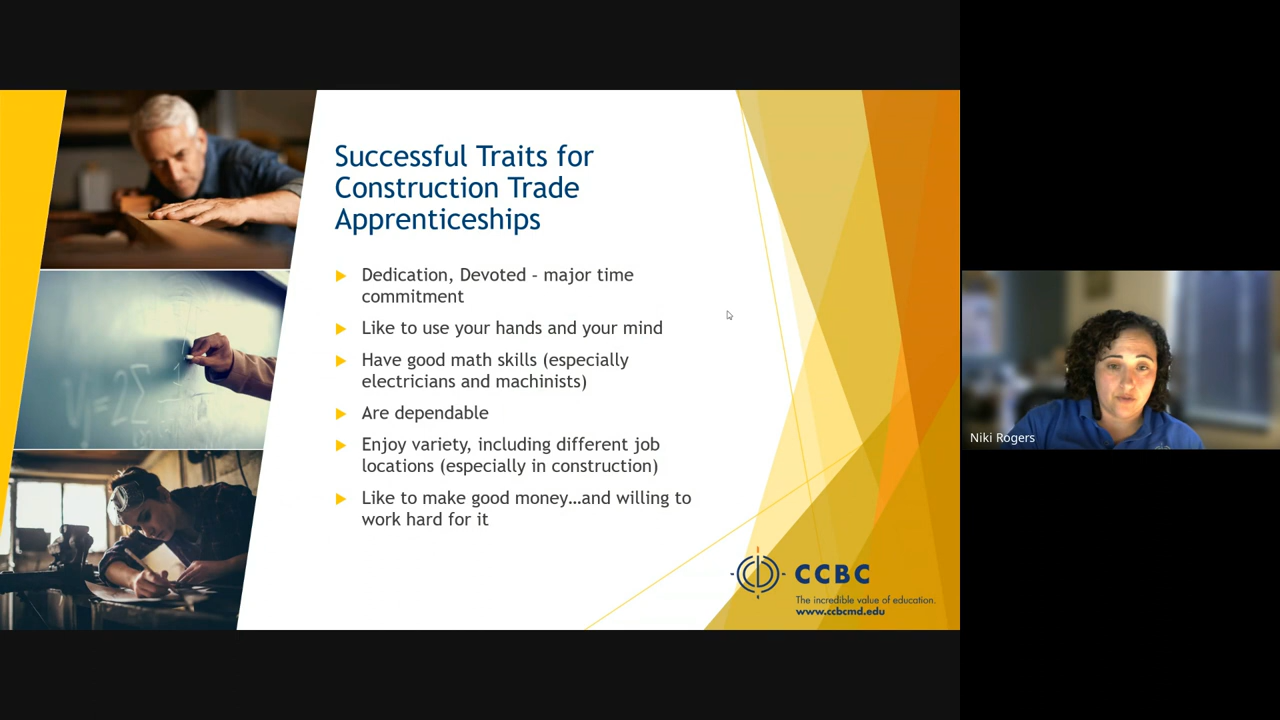 Successful Traits for
Construction Trade
Apprenticeships
Dedication, Devoted - major time
commitment
Like to use your hands and your mind
Have good math skills (especially
electricians and machinists)
Are dependable
Enjoy variety, including different job
locations (especially in construction)
Like to make good money…and willing to
work hard for it
CCBC
The incredible value of education.
www.ccbcmd.edu
Niki Rogers